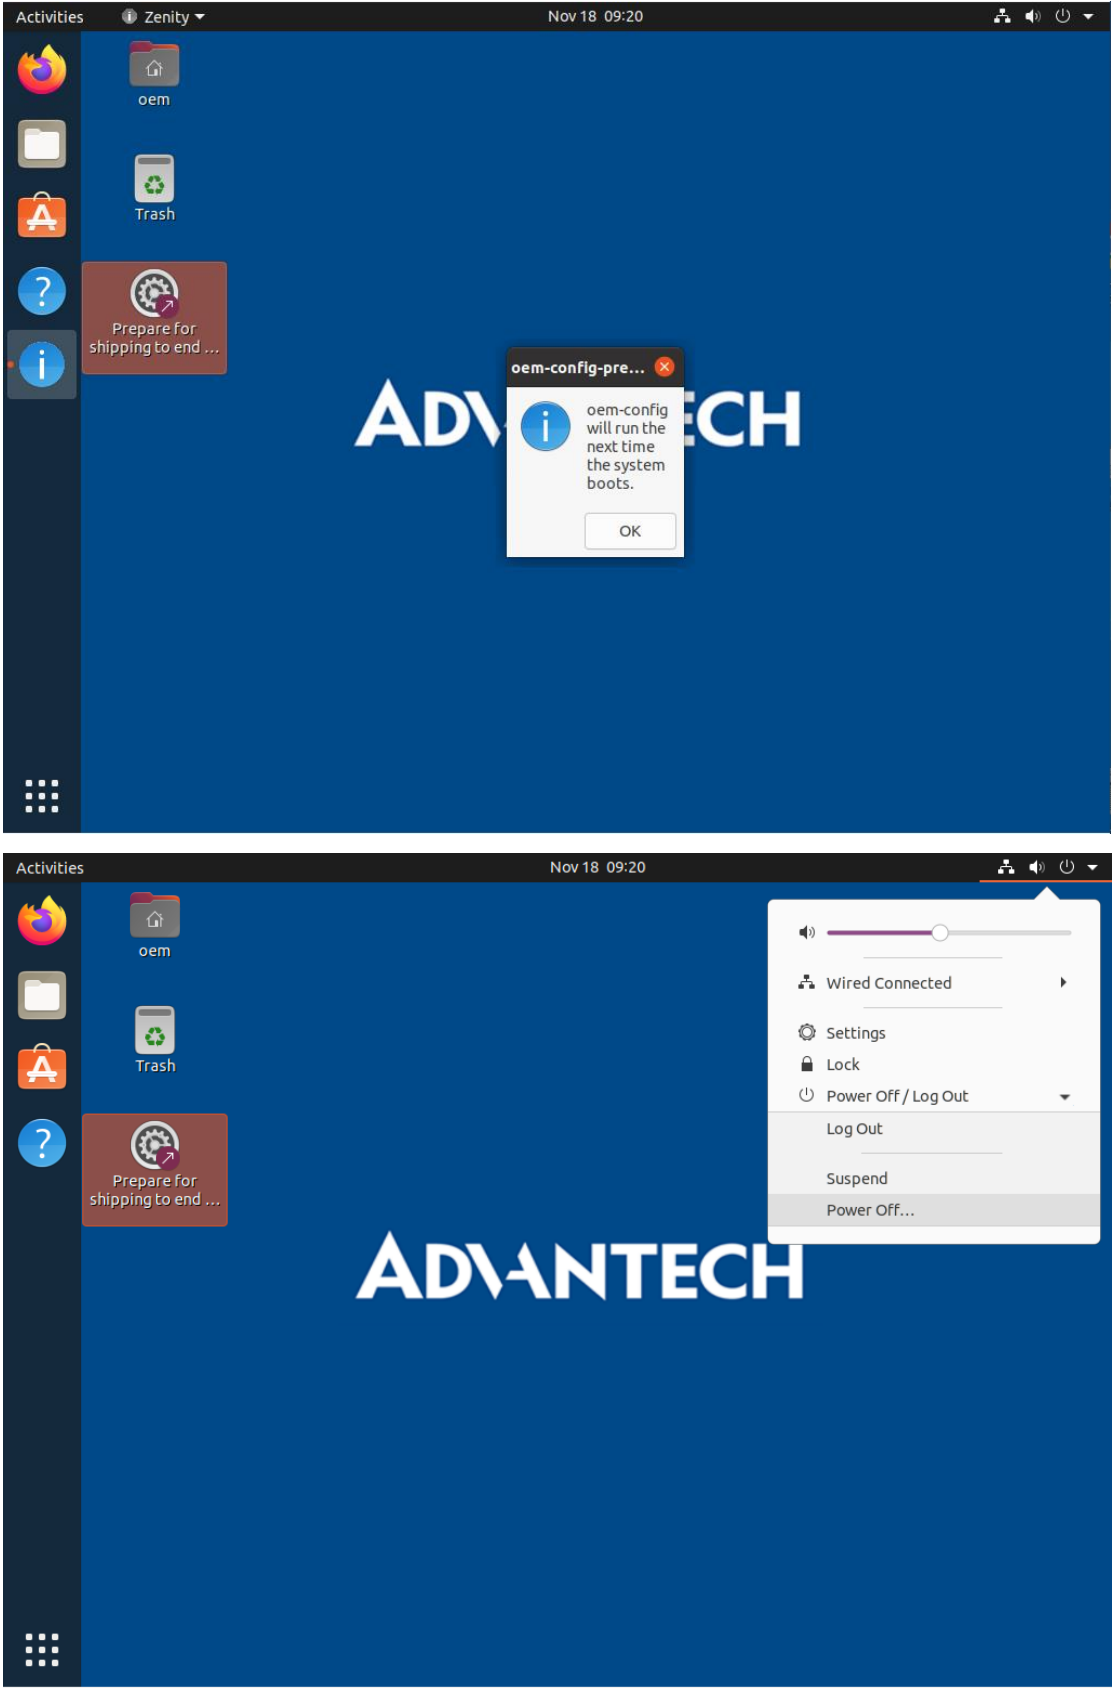 Activities
Zenity
Nov 18 09:20
oem
Trash
Prepare for
shipping to end ...
oem-config-pre...
oem-config
will run the
next time
the system
boots.
OK
AD ECH
Activities
Nov 18 09:20
oem
Trash
Prepare for
shipping to end ...
Wired Connected
Settings
Lock
Power Off / Log Out
Log Out
Suspend
Power Off...
ADVANTECH